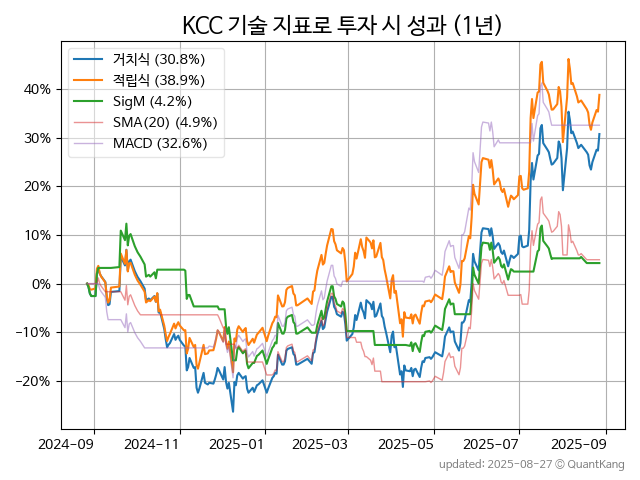 KCC 기술 지표로 투자 시 성과 (1년)
거치식 (30.8%)
적립식 (38.9%)
SigM (4.2%)
SMA(20) (4.9%)
MACD (32.6%)
40%
30%
20%
10%
0%
−10%
−20%
2024-09 2024-11 2025-01 2025-03 2025-05 2025-07 2025-09
updated: 2025-08-27 © QuantKang